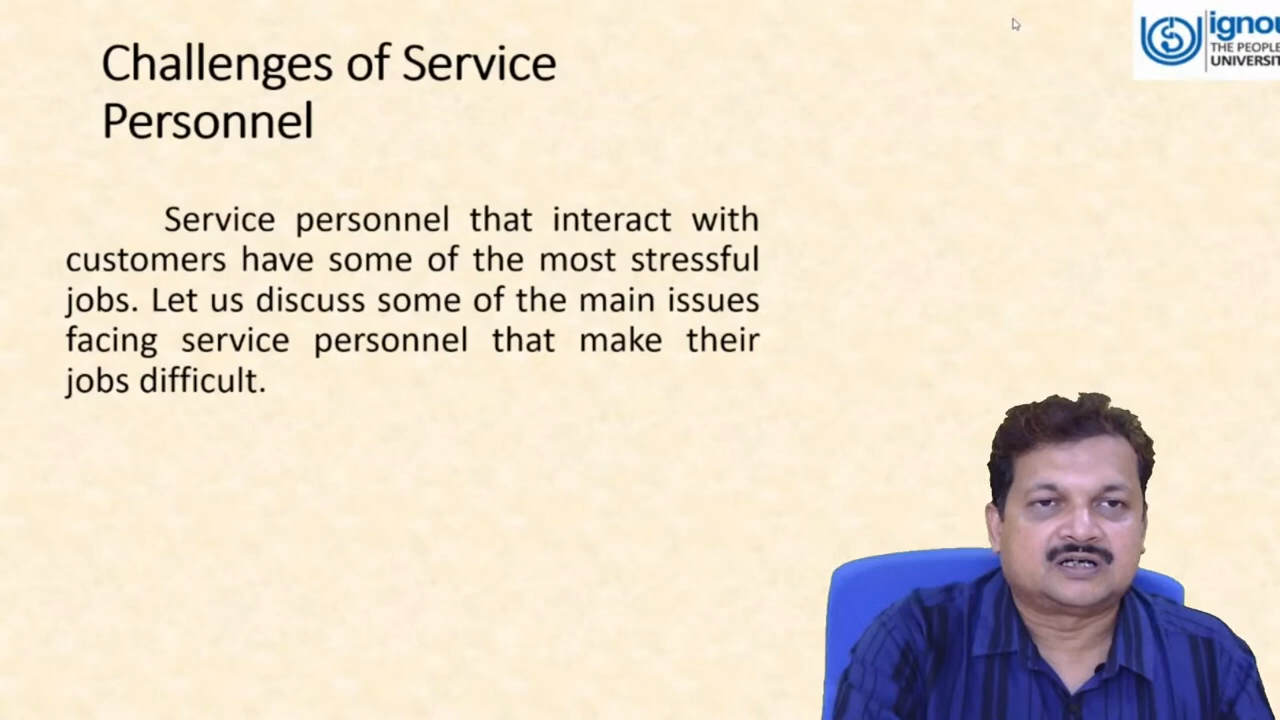 Challenges of Service
Personnel
Service personnel that interact with
customers have some of the most stressful
jobs. Let us discuss some of the main issues
facing service personnel that make their
jobs difficult.
ignou
THE PEOPLE
UNIVERSIT